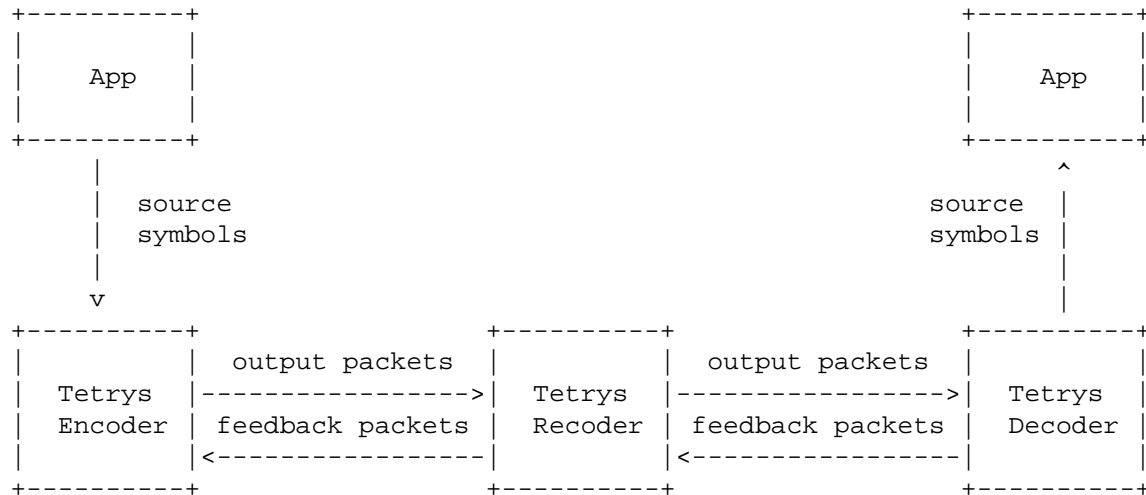 App App
source source
symbols symbols
output packets output packets
Tetrys Tetrys Tetrys
Encoder feedback packets Recoder feedback packets Decoder